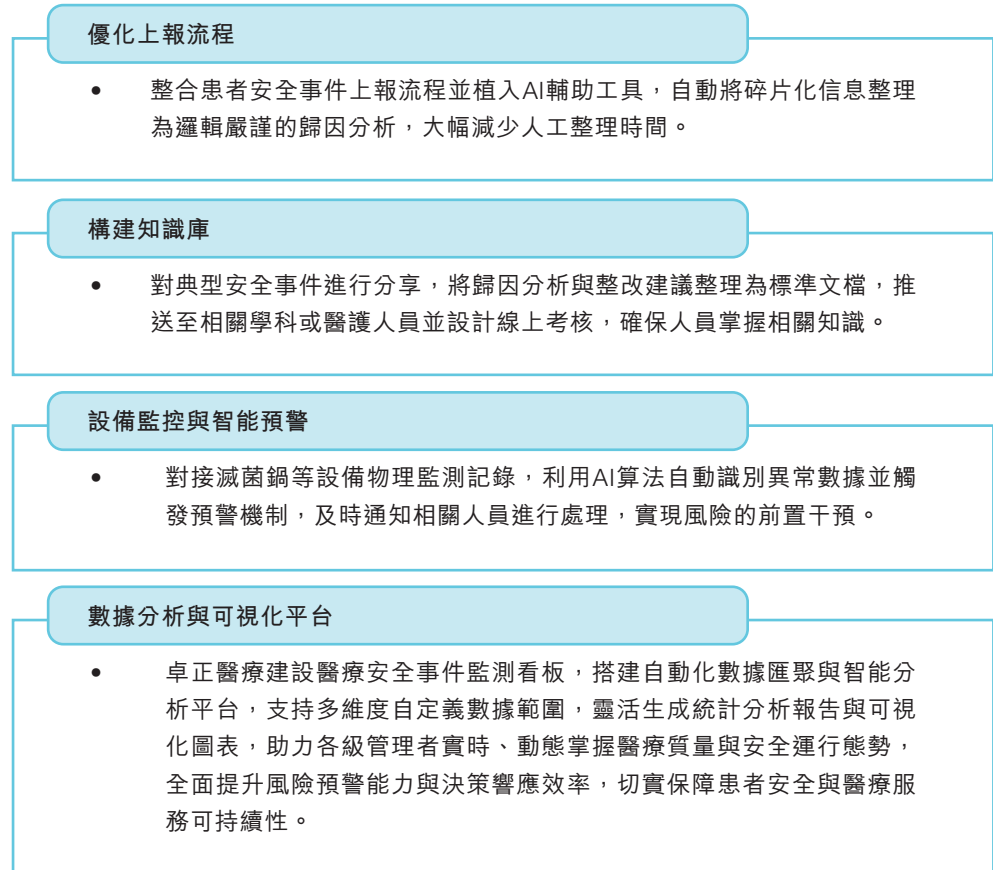 優化上報流程
• 整合患者安全事件上報流程並植入AI輔助工具，自動將碎片化信息整理
為邏輯嚴謹的歸因分析，大幅減少人工整理時間。
構建知識庫
• 對典型安全事件進行分享，將歸因分析與整改建議整理為標準文檔，推
送至相關學科或醫護人員並設計線上考核，確保人員掌握相關知識。
設備監控與智能預警
• 對接滅菌鍋等設備物理監測記錄，利用AI算法自動識別異常數據並觸
發預警機制，及時通知相關人員進行處理，實現風險的前置干預。
數據分析與可視化平台
• 卓正醫療建設醫療安全事件監測看板，搭建自動化數據匯聚與智能分
析平台，支持多維度自定義數據範圍，靈活生成統計分析報告與可視
化圖表，助力各級管理者實時、動態掌握醫療質量與安全運行態勢，
全面提升風險預警能力與決策響應效率，切實保障患者安全與醫療服
務可持續性。